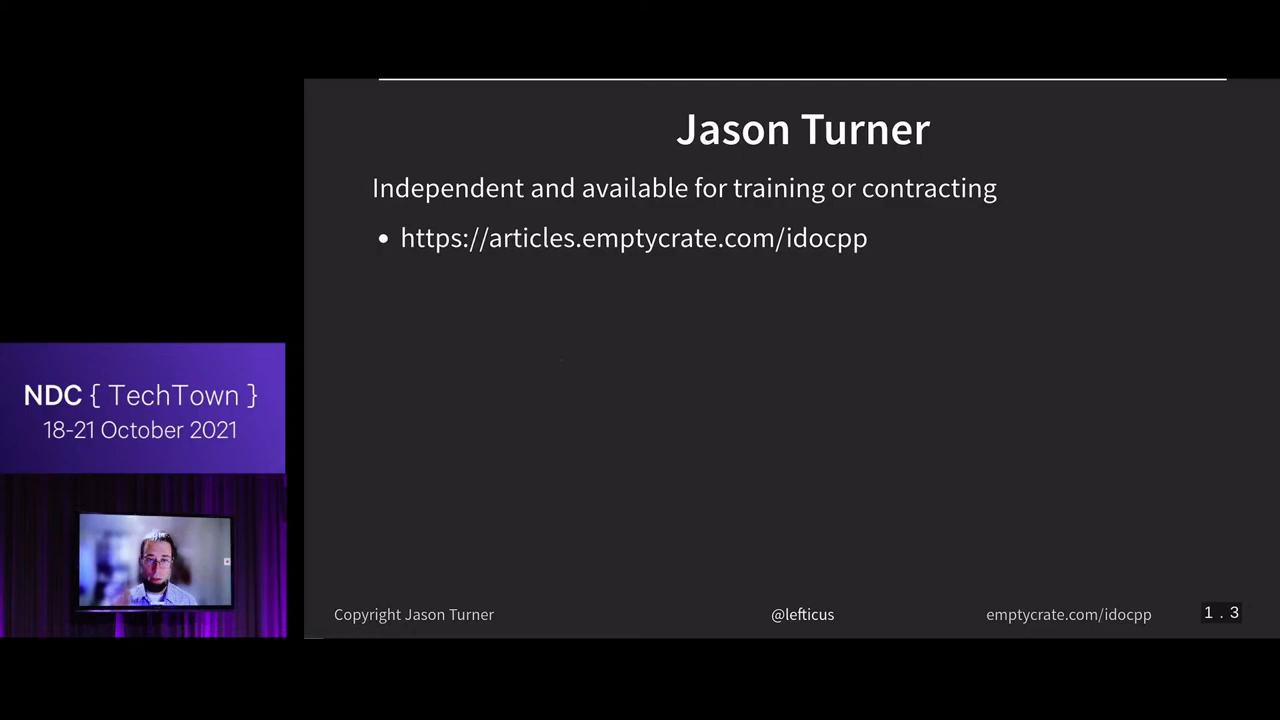 Jason Turner
Independent and available for training or contracting
• https://articles.emptycrate.com/idocpp
NDC { TechTown }
18-21 October 2021
Copyright Jason Turner
@lefticus
emptycrate.com/idocpp
1 . 3